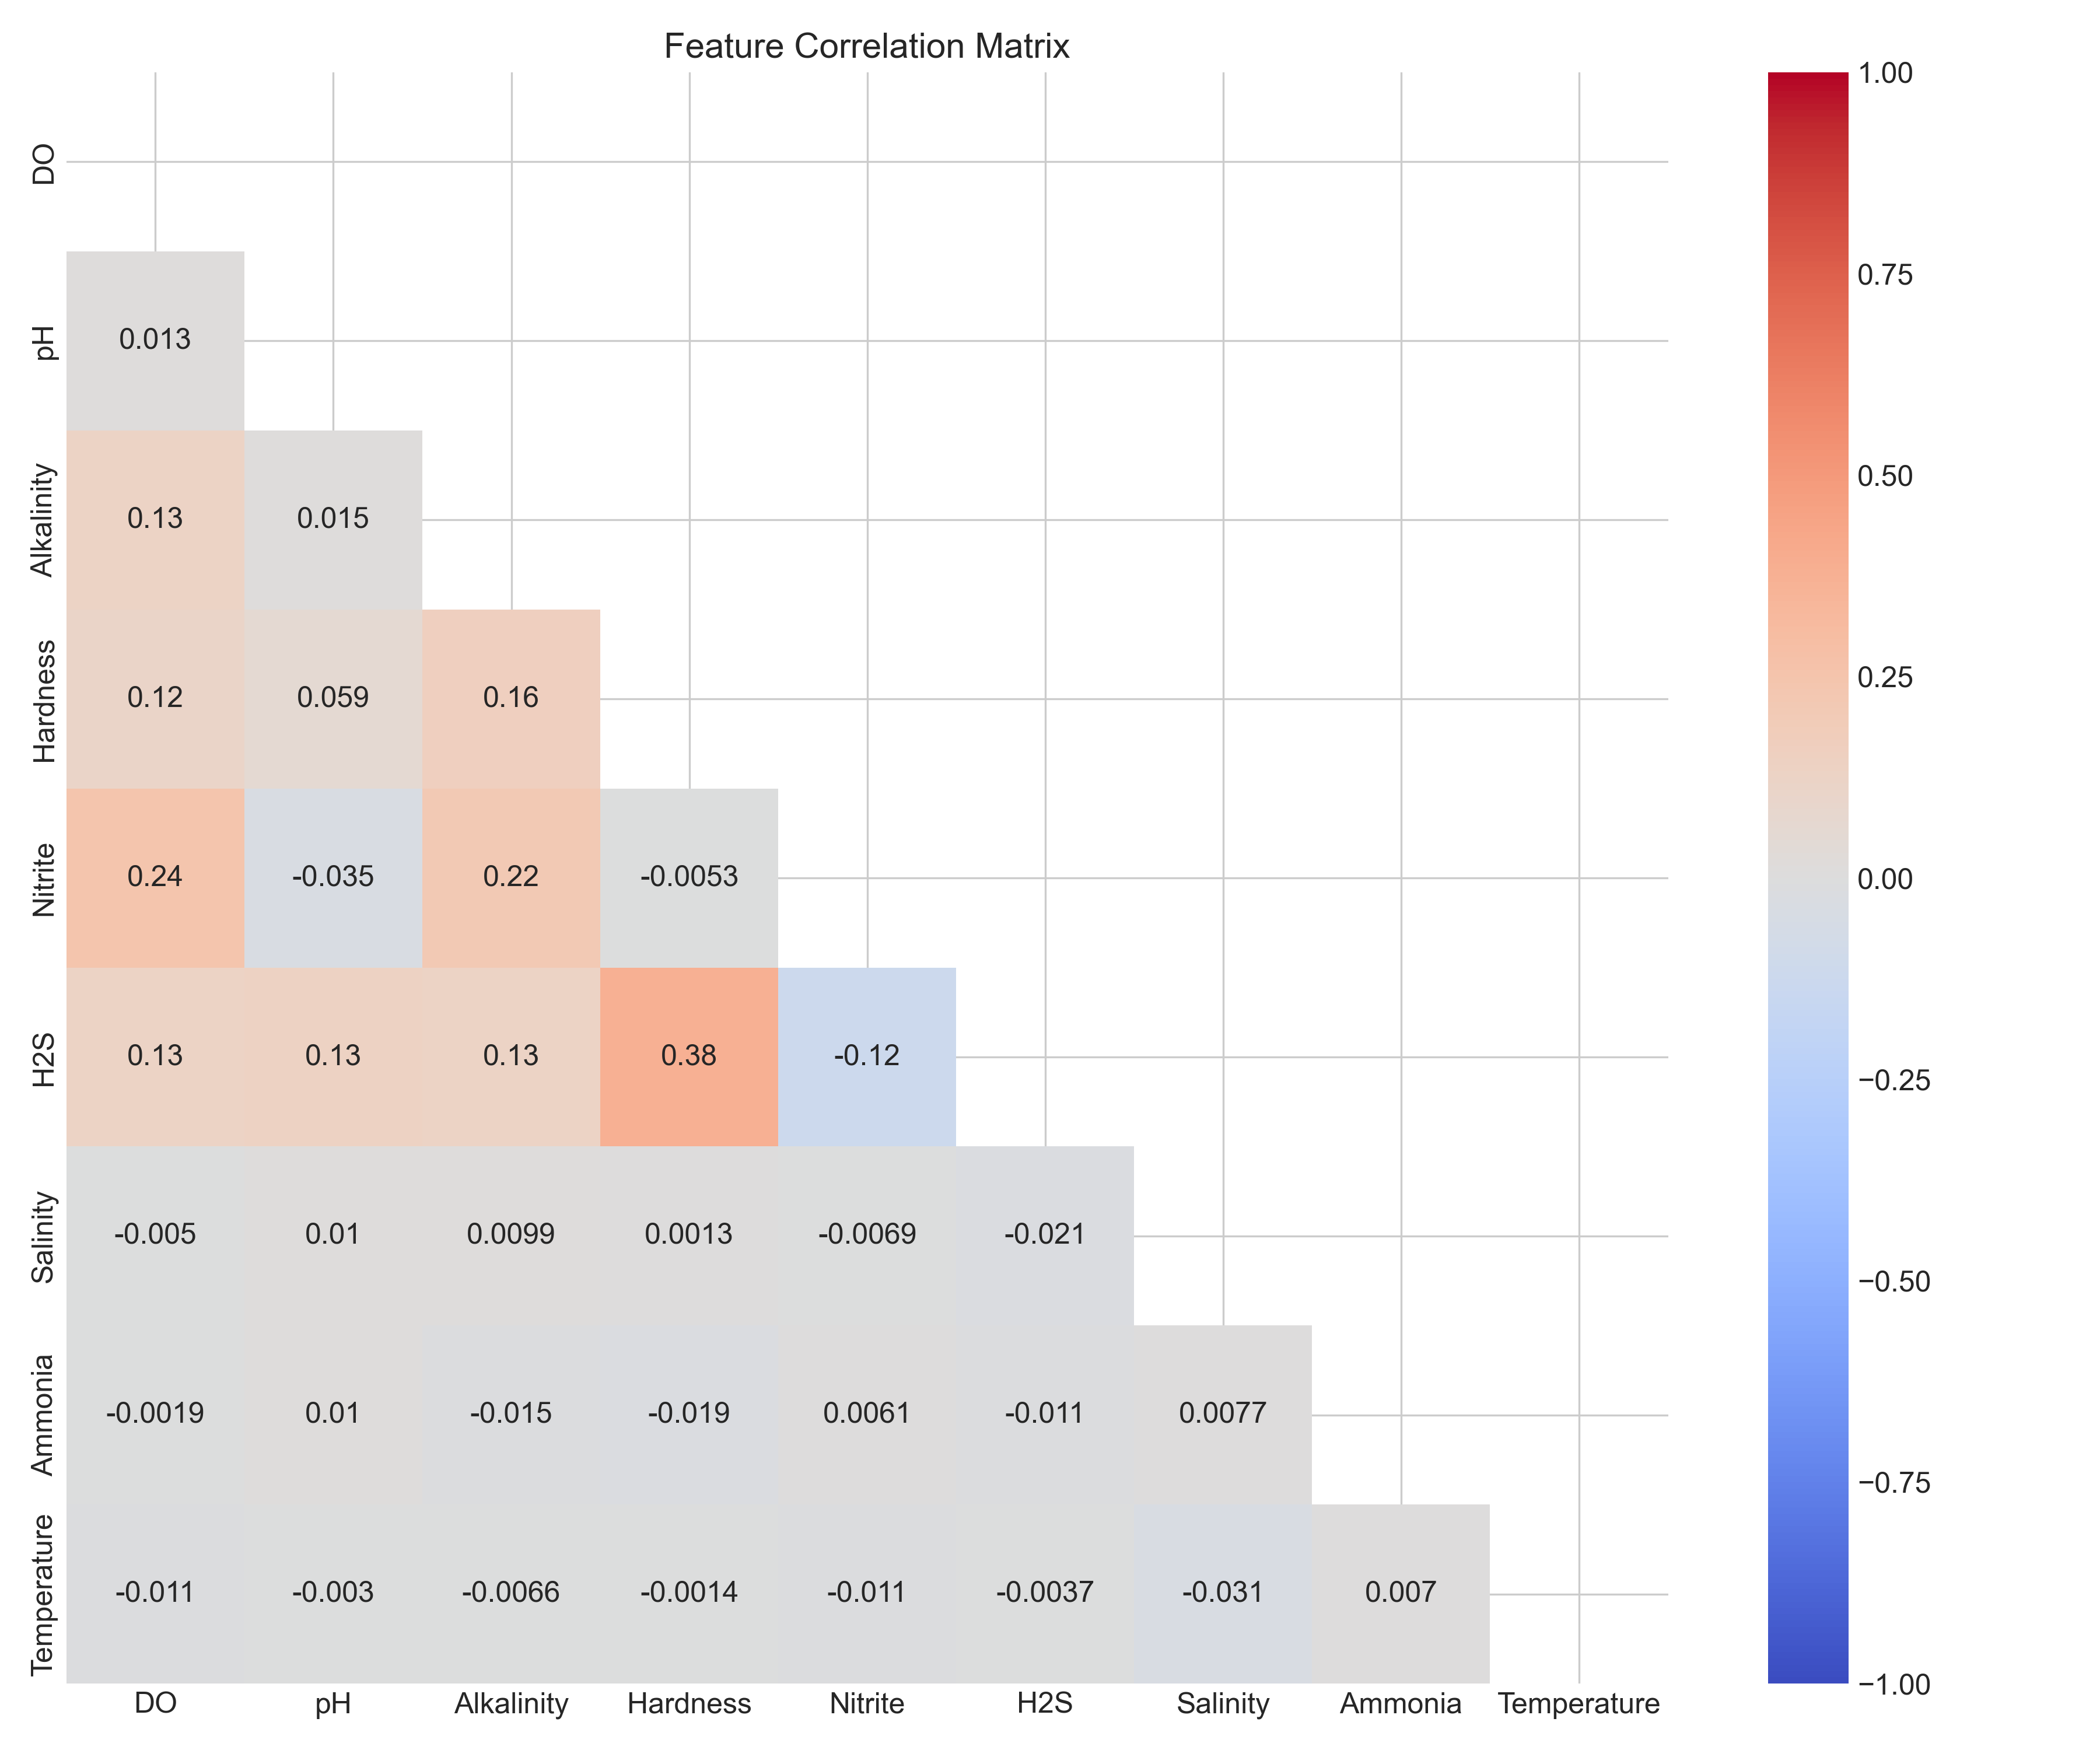 Feature Correlation Matrix
1.00
DO
0.75
pH
0.013
0.50
Alkalinity
0.13 0.015
0.25
Hardness
0.12 0.059 0.16
0.00
Nitrite
0.24 -0.035 0.22 -0.0053
H2S
0.13 0.13 0.13 0.38 -0.12
−0.25
Salinity
-0.005 0.01 0.0099 0.0013 -0.0069 -0.021
−0.50
Ammonia
-0.0019 0.01 -0.015 -0.019 0.0061 -0.011 0.0077
−0.75
Temperature
-0.011 -0.003 -0.0066 -0.0014 -0.011 -0.0037 -0.031 0.007
−1.00
DO pH Alkalinity Hardness Nitrite H2S Salinity Ammonia Temperature